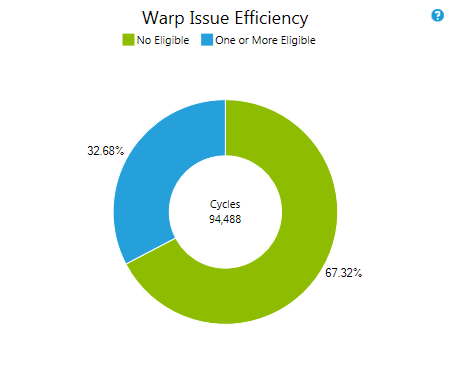 Warp Issue Efficiency
?
No Eligible One or More Eligible
32.68%
Cycles
94,488
67.32%